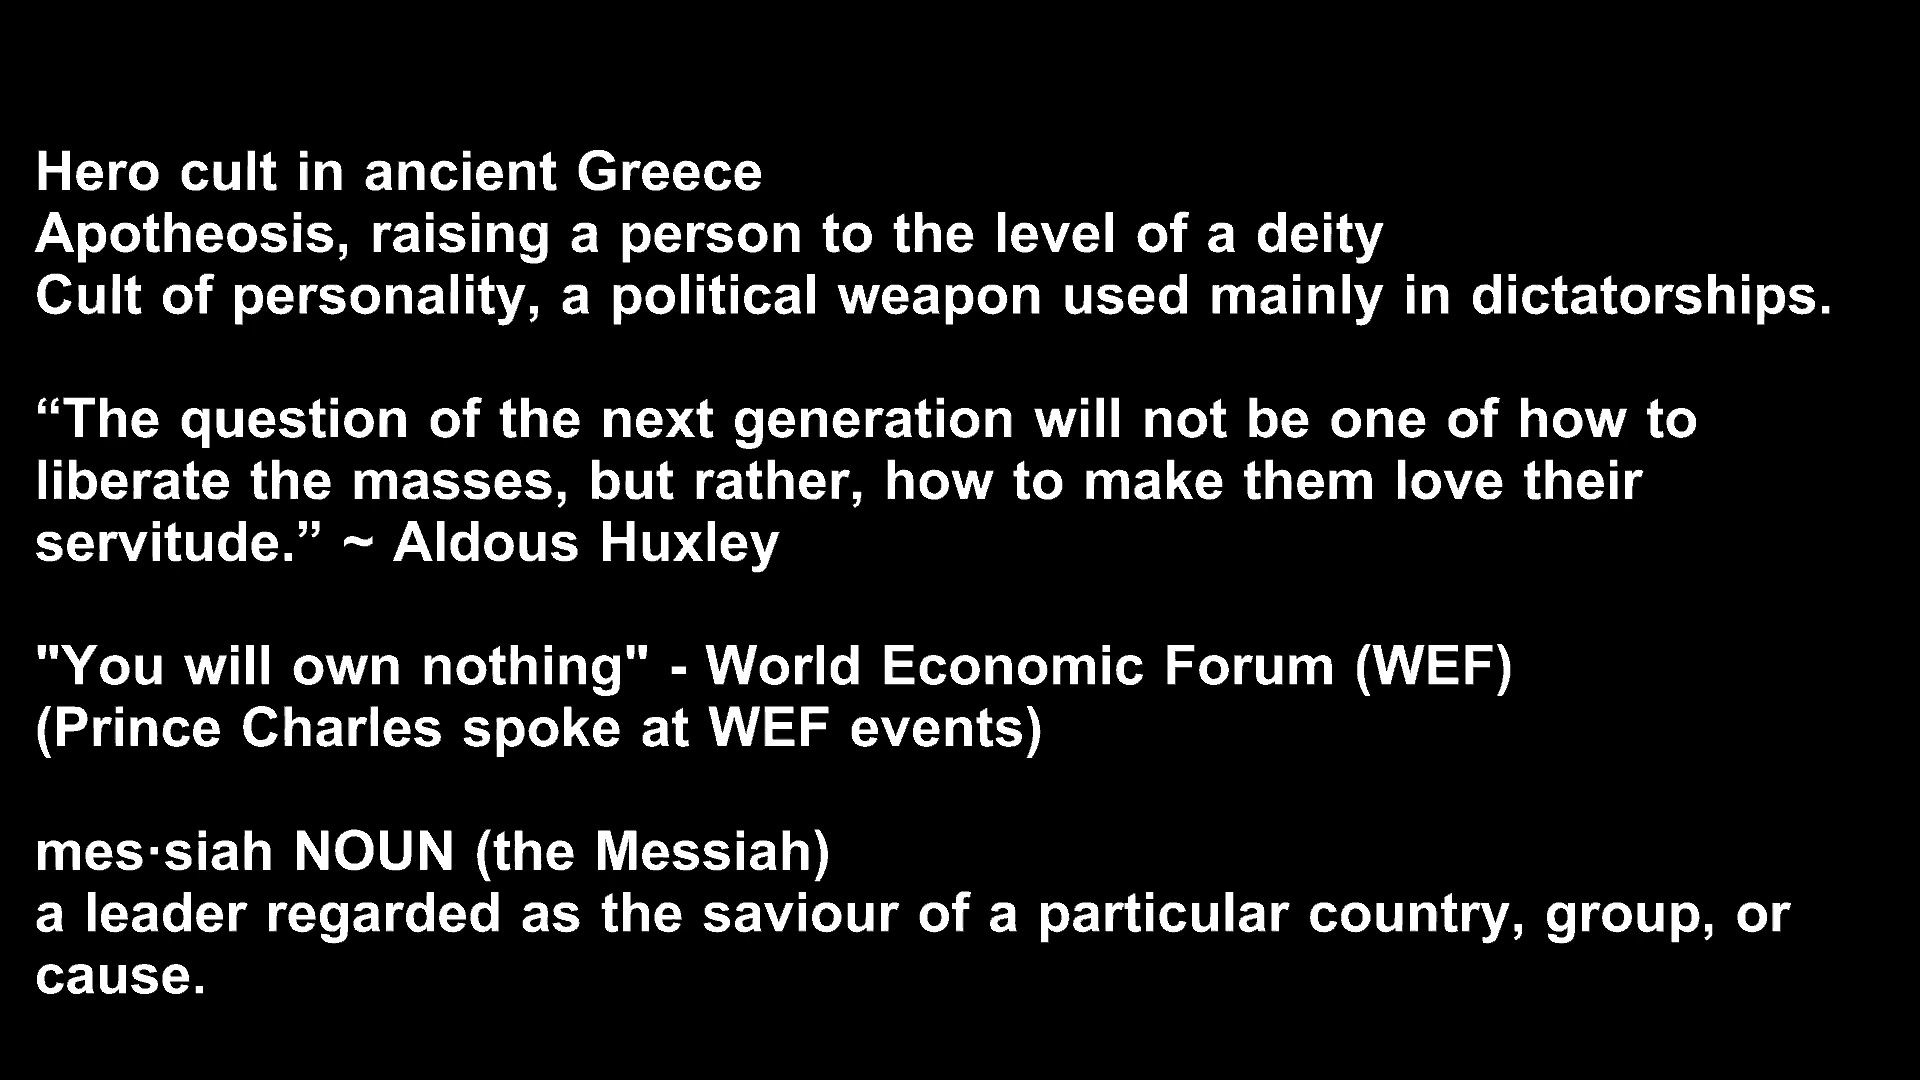 Hero cult in ancient Greece
Apotheosis, raising a person to the level of a deity
Cult of personality, a political weapon used mainly in dictatorships.
“The question of the next generation will not be one of how to
liberate the masses, but rather, how to make them love their
servitude.” ~ Aldous Huxley
"You will own nothing" - World Economic Forum (WEF)
(Prince Charles spoke at WEF events)
mes·siah NOUN (the Messiah)
a leader regarded as the saviour of a particular country, group, or
cause.